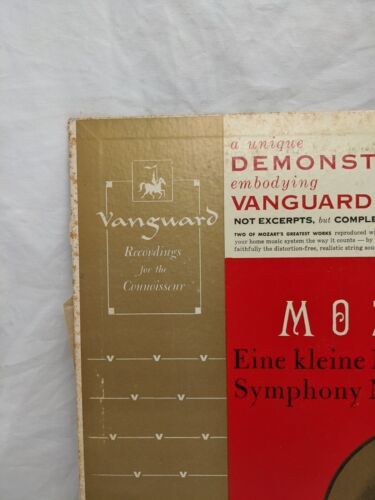 Vanguard
Recordings
for the
Connoisseur
a unique
DEMONST
embodying
VANGUARD
NOT EXCERPTS, but COMPLE
TWO OF MOZART'S GREATEST WORKS reproduced wi
your home music system the way it counts — by
faithfully the distortion-free, realistic string sou
MOZ
Eine kleine
Symphony N